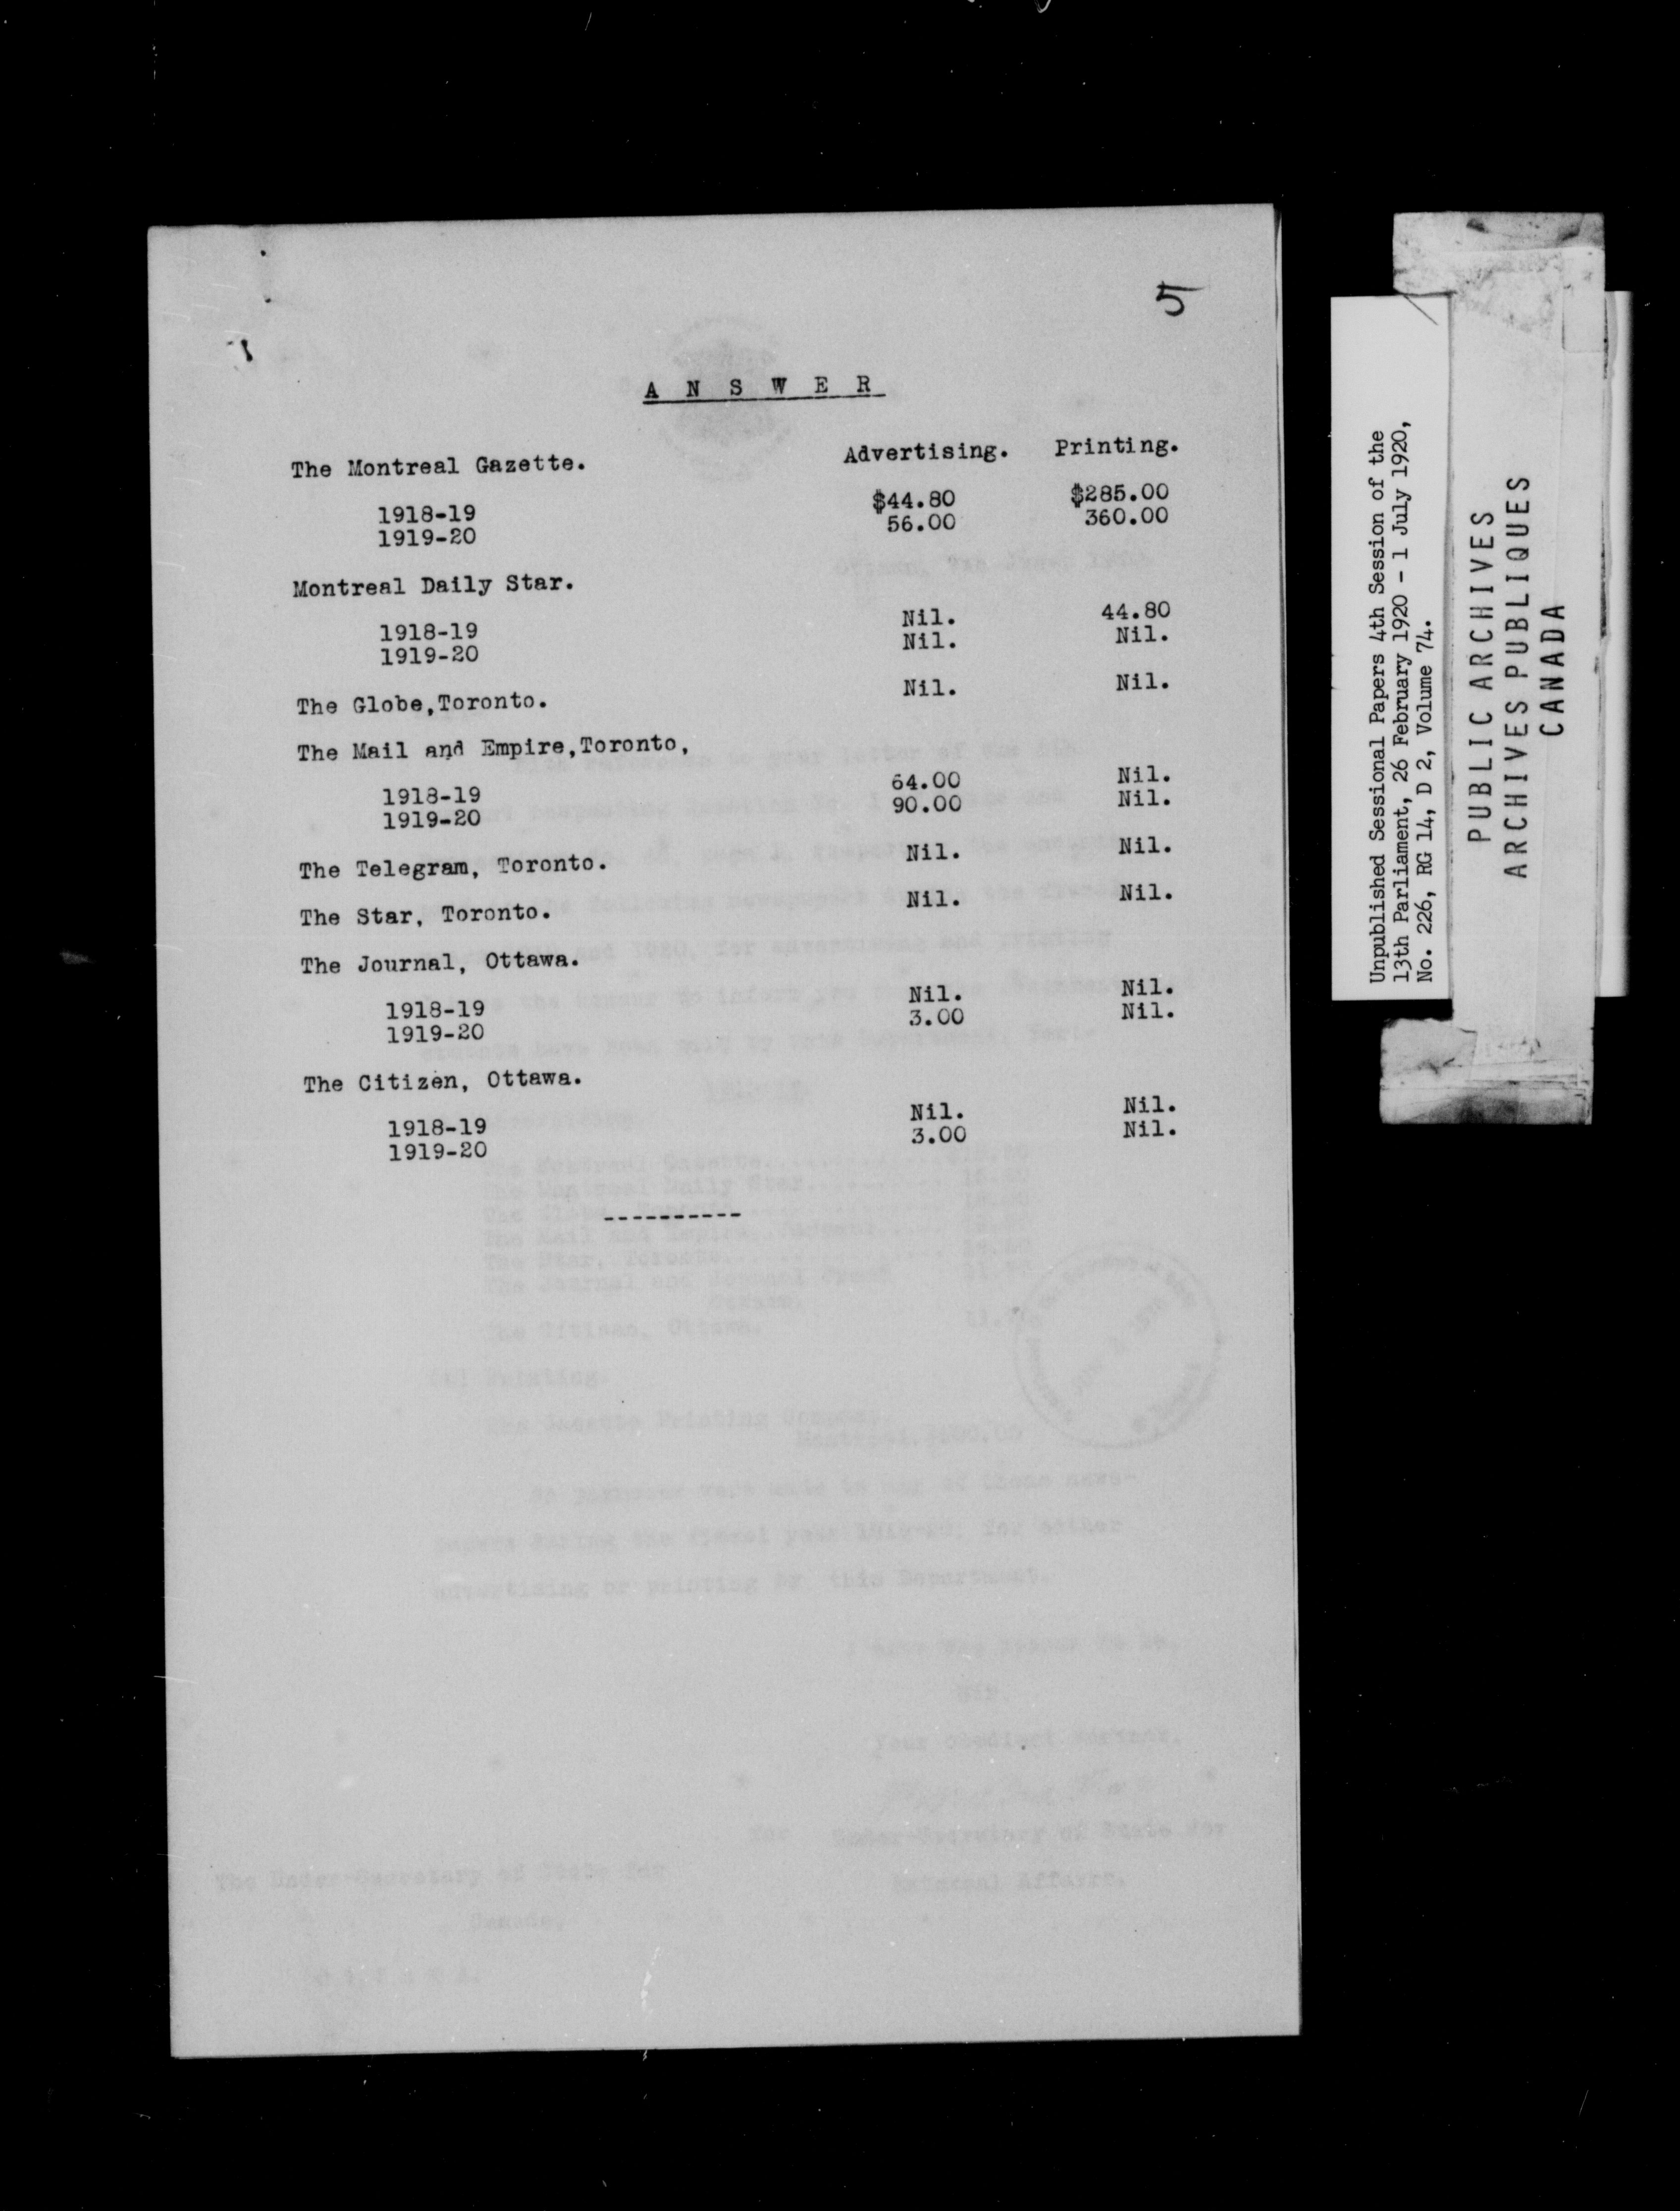 5
A N S W E R
The Montreal Gazette. Advertising. Printing.
1918-19 $44.80 $285.00
1919-20 56.00 360.00
Montreal Daily Star.
1918-19 Nil. 44.80
1919-20 Nil. Nil.
The Globe,Toronto. Nil. Nil.
The Mail and Empire,Toronto,
1918-19 64.00 Nil.
1919-20 90.00 Nil.
The Telegram, Toronto. Nil. Nil.
The Star, Toronto. Nil. Nil.
The Journal, Ottawa.
1918-19 Nil. Nil.
1919-20 3.00 Nil.
The Citizen, Ottawa.
1918-19 Nil. Nil.
1919-20 3.00 Nil.
----------
Unpublished Sessional Papers 4th Session of the
13th Parliament, 26 February 1920 - 1 July 1920,
No. 226, RG 14, D 2, Volume 74.
PUBLIC ARCHIVES
ARCHIVES PUBLIQUES
CANADA